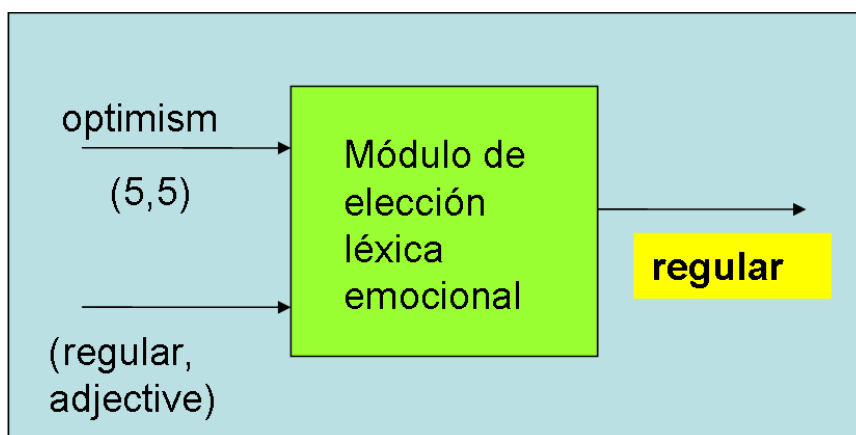 optimism
(5,5)
(regular,
adjective)
Módulo de
elección
léxica
emocional
regular